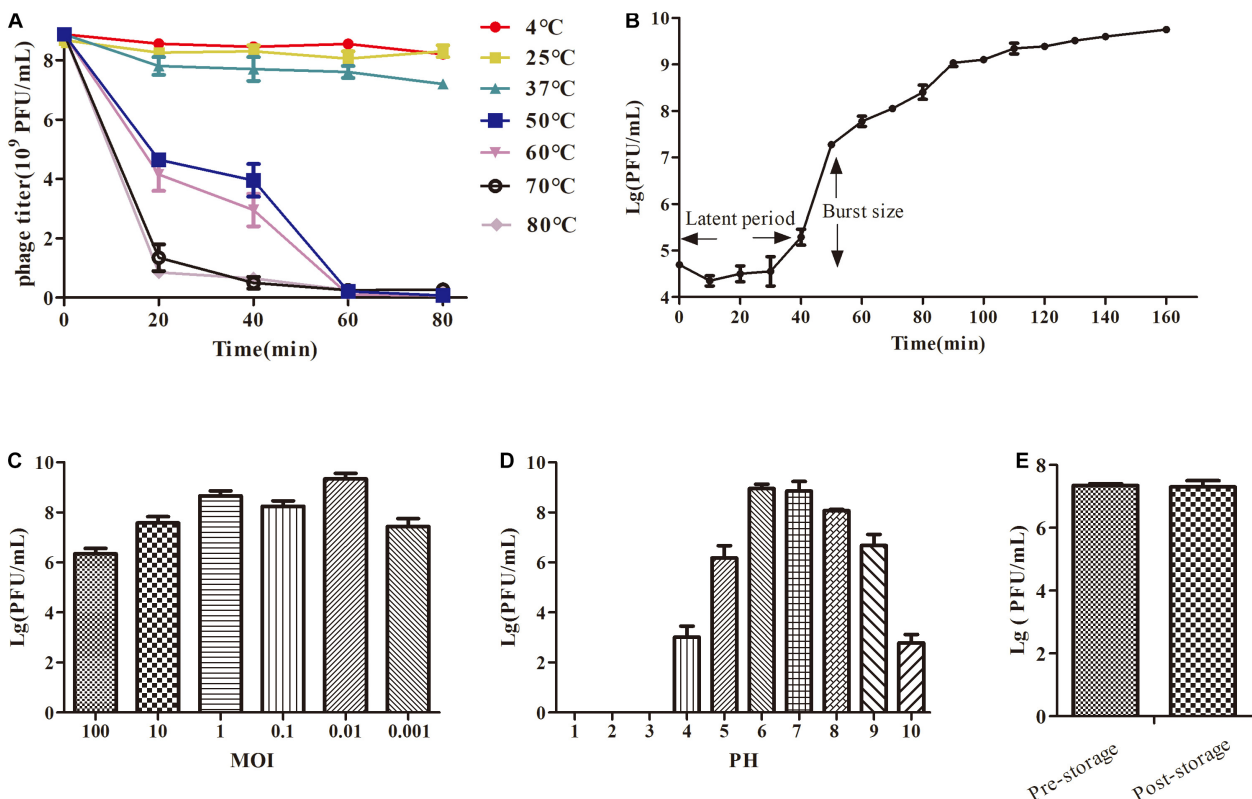 A
phage titer(10⁹ PFU/mL)
8
6
4
2
0
0 20 40 60 80
Time(min)
4°C
25°C
37°C
50°C
60°C
70°C
80°C
B
Lg(PFU/mL)
10
9
8
7
6
5
4
Latent period
Burst size
0 20 40 60 80 100 120 140 160
Time(min)
C
Lg(PFU/mL)
10
8
6
4
2
0
100 10 1 0.1 0.01 0.001
MOI
D
Lg(PFU/mL)
10
8
6
4
2
0
1 2 3 4 5 6 7 8 9 10
PH
E
Lg ( PFU/mL)
8
6
4
2
0
Pre-storage
Post-storage